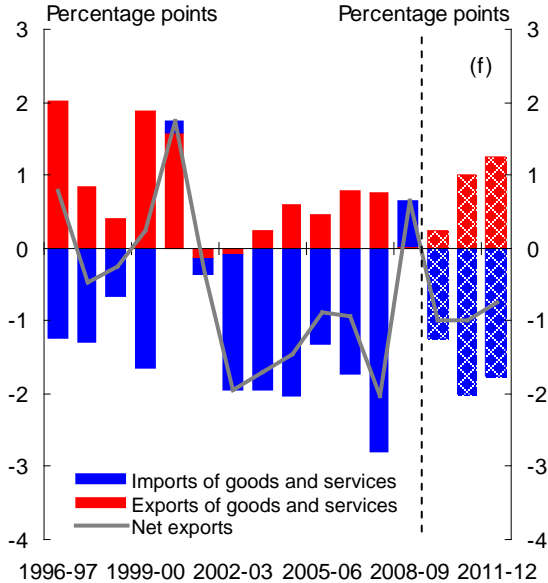 Percentage points Percentage points
3 3
(f)
2 2
1 1
0 0
-1 -1
-2 -2
-3 -3
Imports of goods and services
Exports of goods and services
Net exports
-4 -4
1996-97 1999-00 2002-03 2005-06 2008-09 2011-12